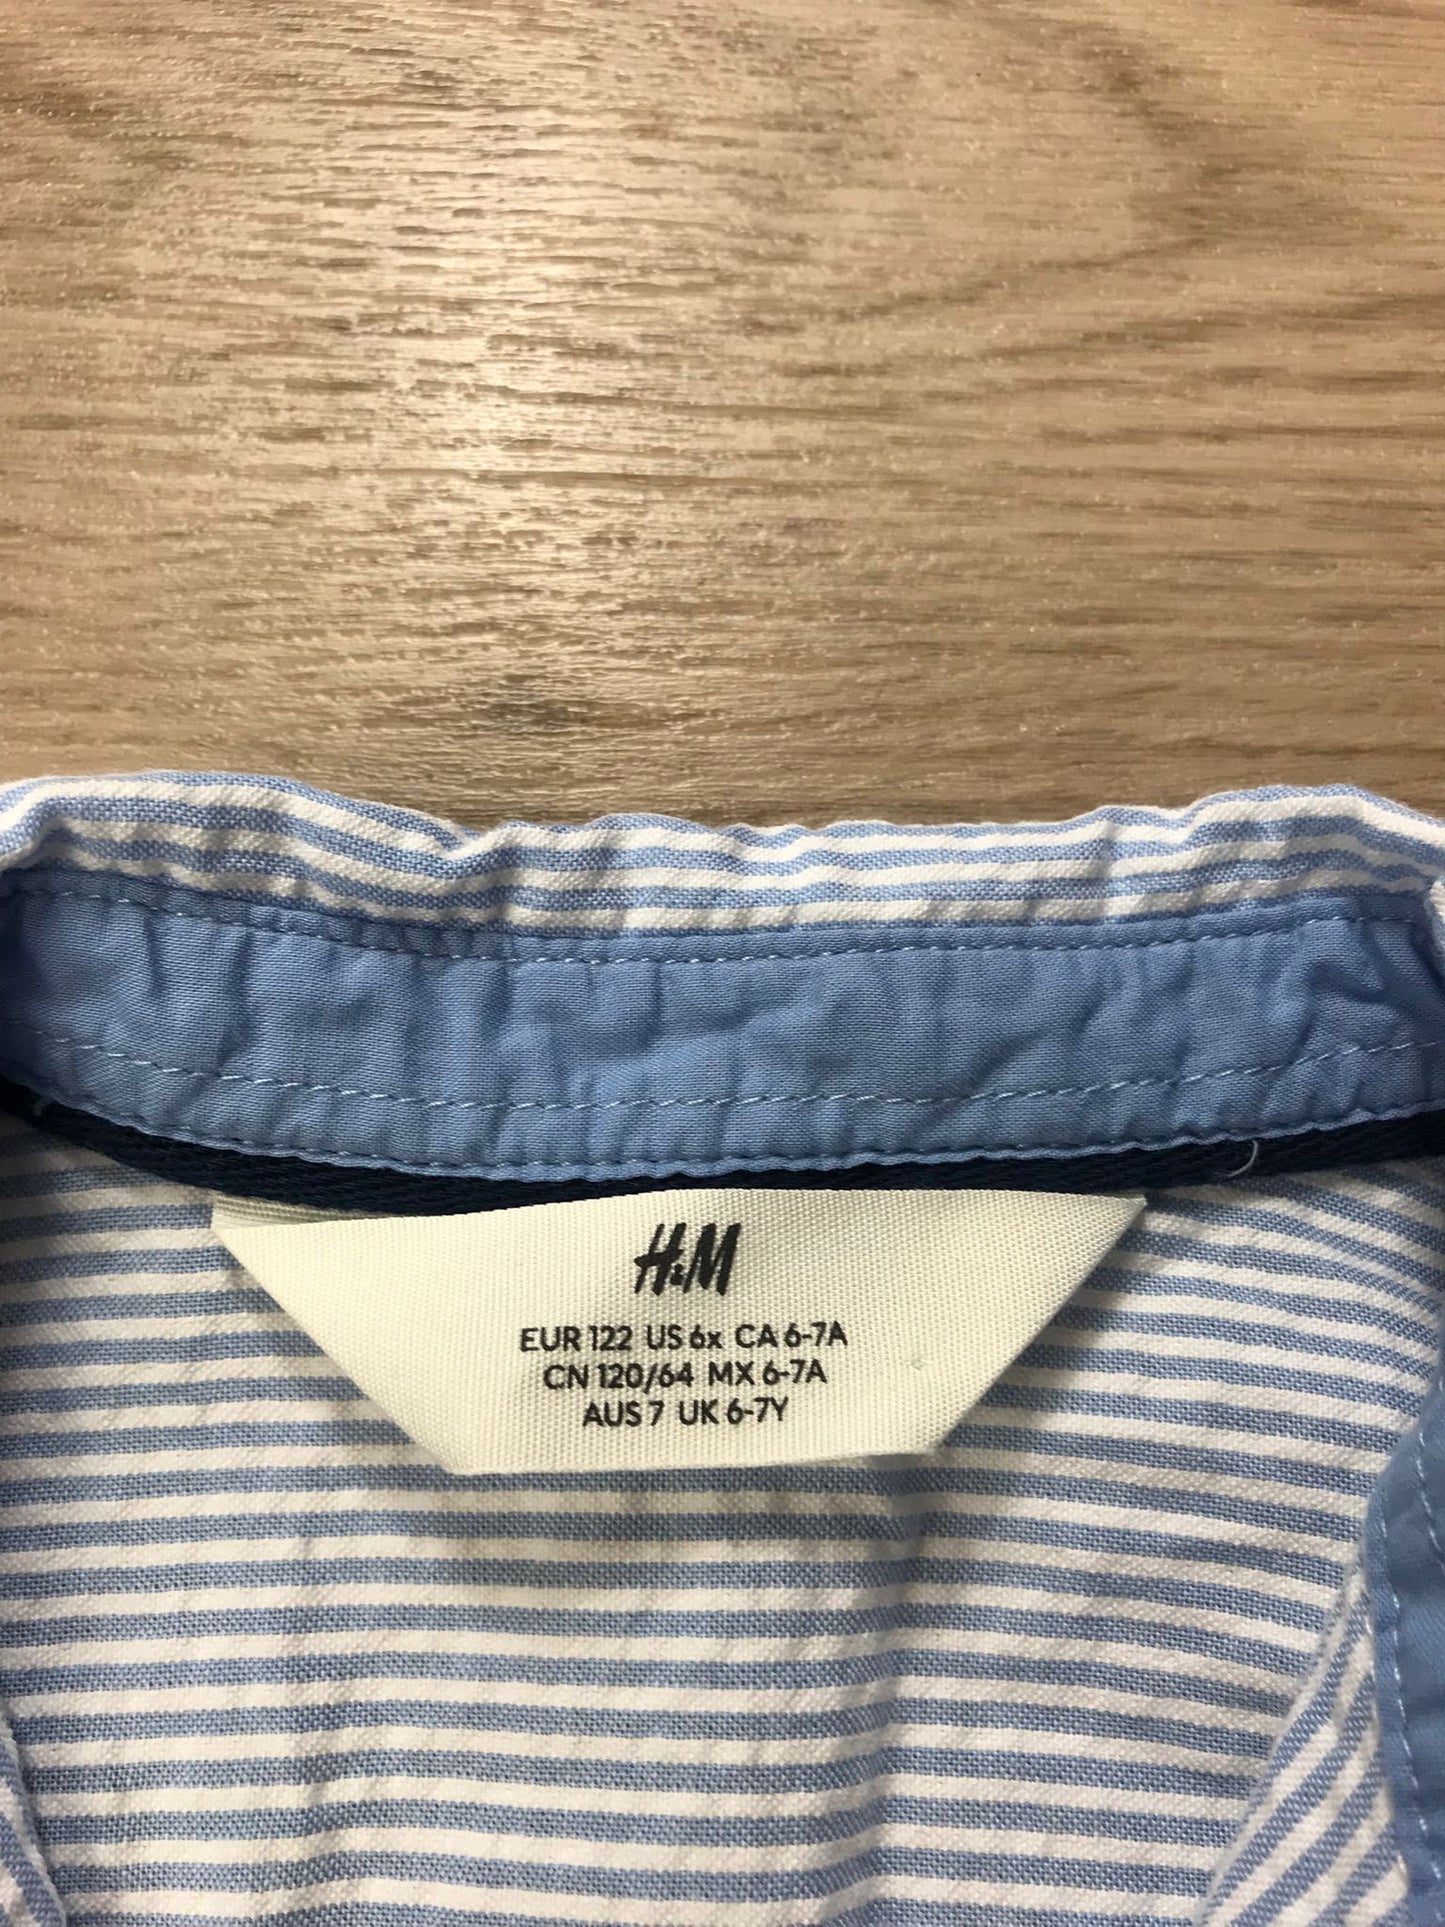 H&M
EUR 122 US 6x CA 6-7A
CN 120/64 MX 6-7A
AUS 7 UK 6-7Y